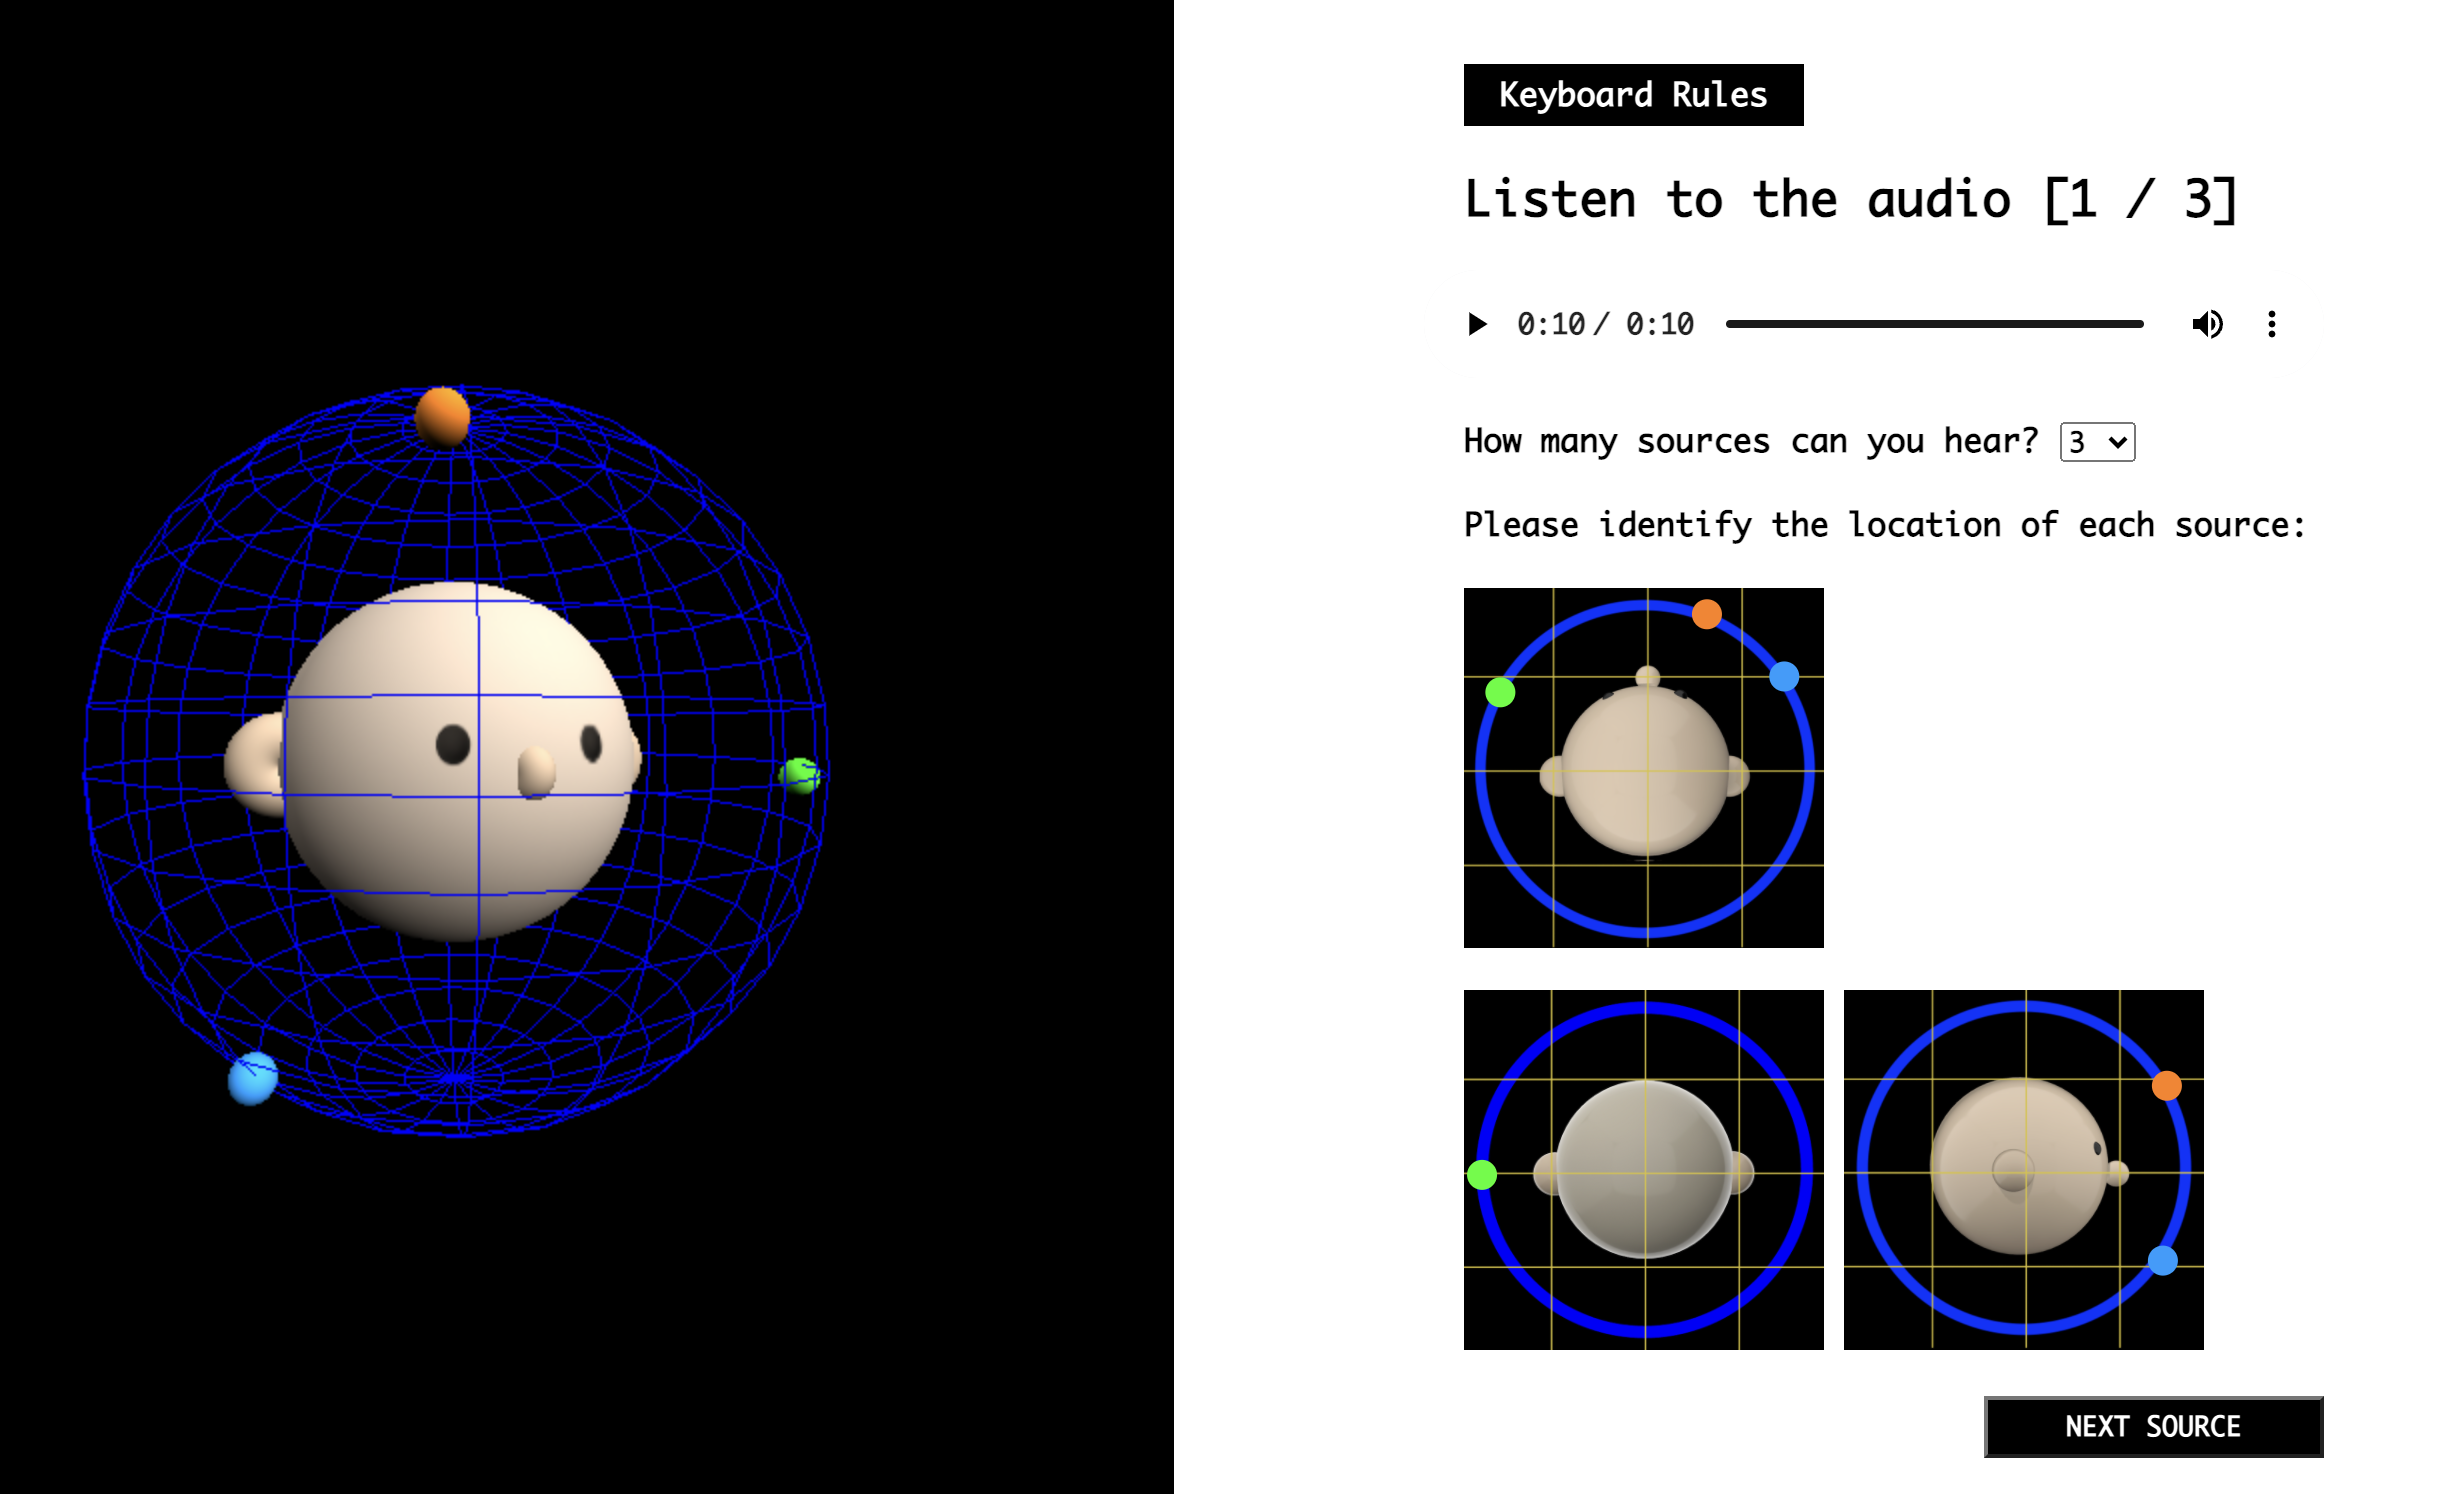 Keyboard Rules
Listen to the audio [1 / 3]
0:10 / 0:10
How many sources can you hear? 3
Please identify the location of each source:
NEXT SOURCE